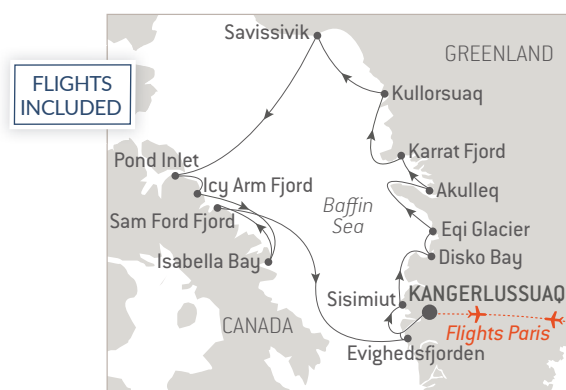 Savissivik
GREENLAND
FLIGHTS
INCLUDED
Kullorsuaq
Pond Inlet
Karrat Fjord
Icy Arm Fjord
Akulleq
Sam Ford Fjord
Baffin
Sea
Eqi Glacier
Isabella Bay
Disko Bay
Sisimiut
KANGERLUSSUAQ
CANADA
Flights Paris
Evighedsfjorden